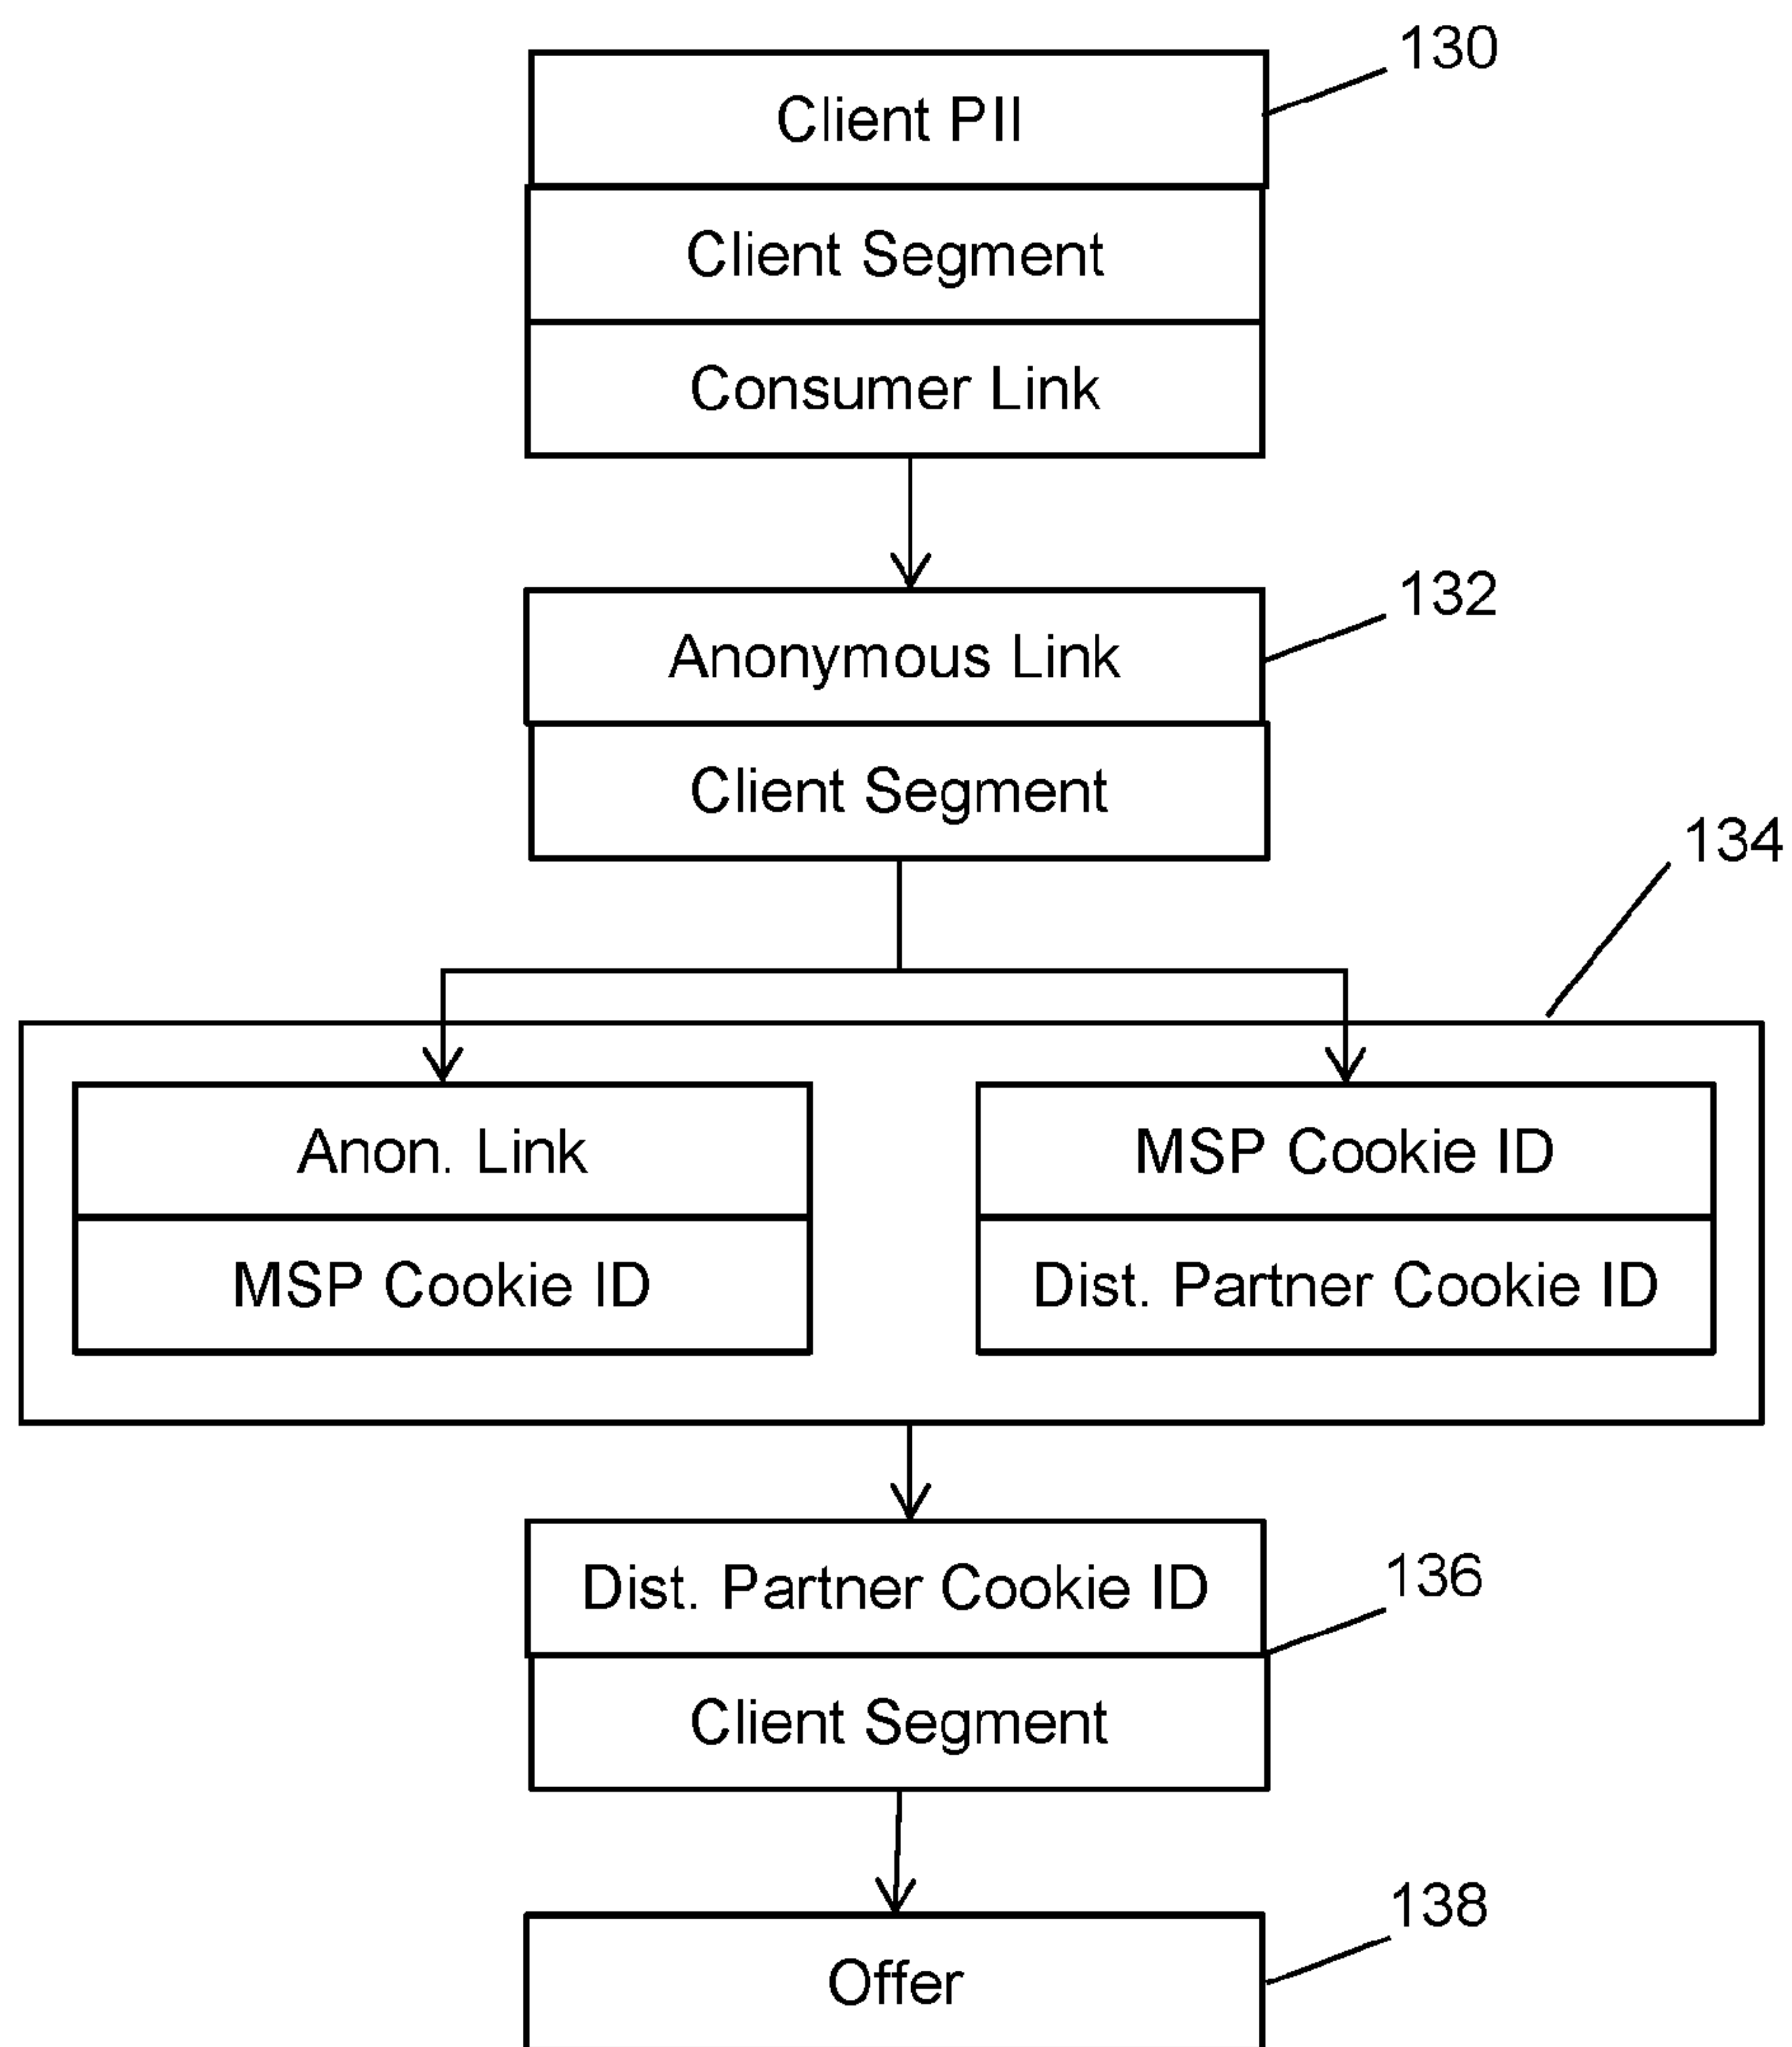 130
Client PII
Client Segment
Consumer Link
132
Anonymous Link
Client Segment
134
Anon. Link
MSP Cookie ID
MSP Cookie ID
Dist. Partner Cookie ID
Dist. Partner Cookie ID
136
Client Segment
138
Offer